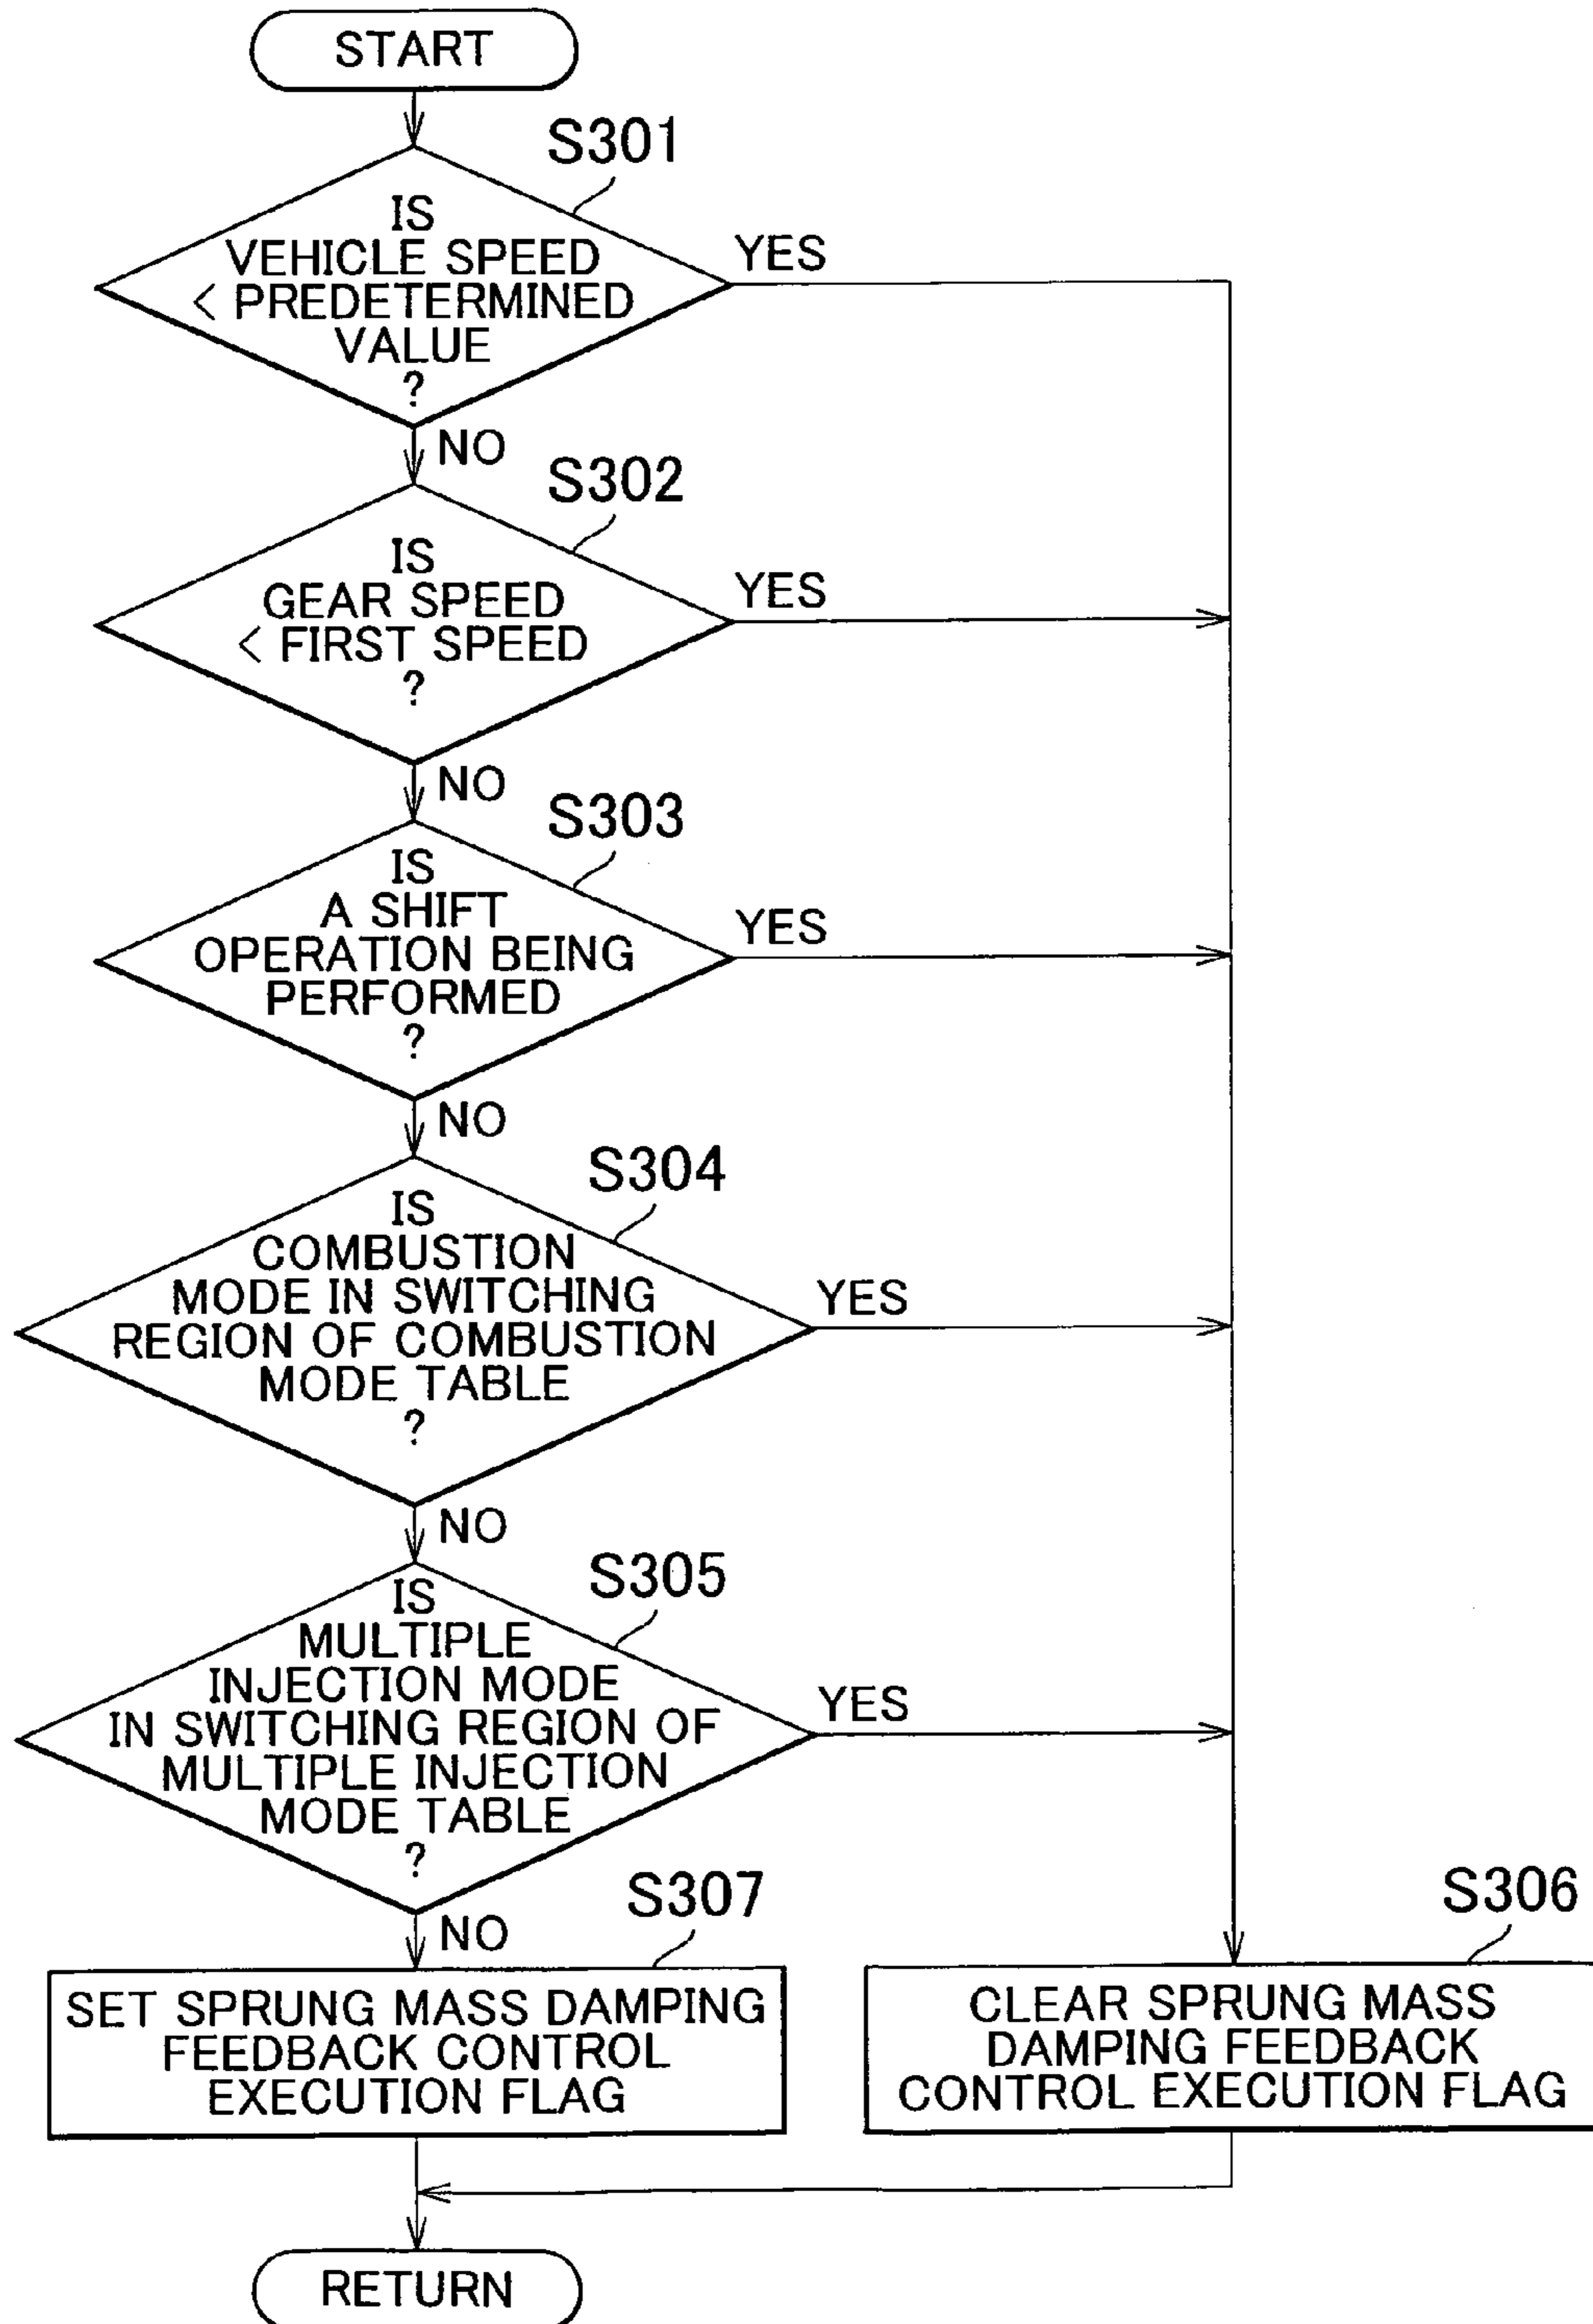 START
S301
IS
VEHICLE SPEED
< PREDETERMINED
VALUE
?
YES
NO
S302
IS
GEAR SPEED
< FIRST SPEED
?
YES
NO
S303
IS
A SHIFT
OPERATION BEING
PERFORMED
?
YES
NO
S304
IS
COMBUSTION
MODE IN SWITCHING
REGION OF COMBUSTION
MODE TABLE
?
YES
NO
S305
IS
MULTIPLE
INJECTION MODE
IN SWITCHING REGION OF
MULTIPLE INJECTION
MODE TABLE
?
YES
NO
S307
SET SPRUNG MASS DAMPING
FEEDBACK CONTROL
EXECUTION FLAG
S306
CLEAR SPRUNG MASS
DAMPING FEEDBACK
CONTROL EXECUTION FLAG
RETURN